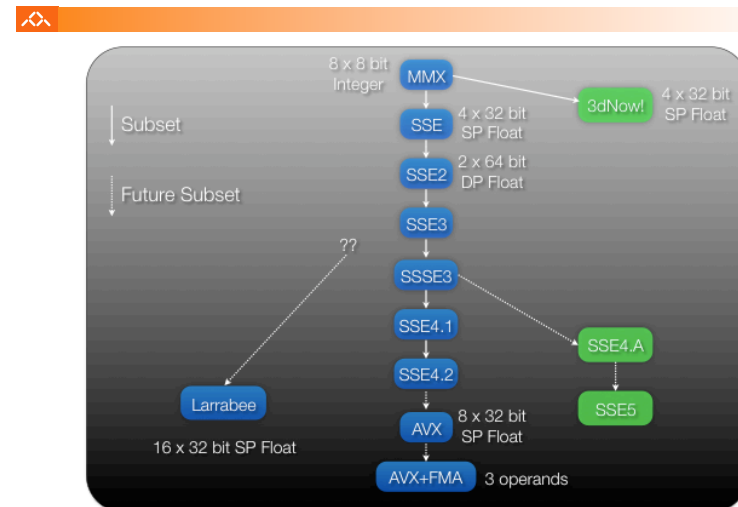 8 x 8 bit
Integer
MMX
3dNow!
4 x 32 bit
SP Float
Subset
SSE
4 x 32 bit
SP Float
SSE2
2 x 64 bit
DP Float
Future Subset
SSE3
??
SSSE3
SSE4.1
SSE4.A
SSE4.2
Larrabee
16 x 32 bit SP Float
AVX
8 x 32 bit
SP Float
SSE5
AVX+FMA
3 operands